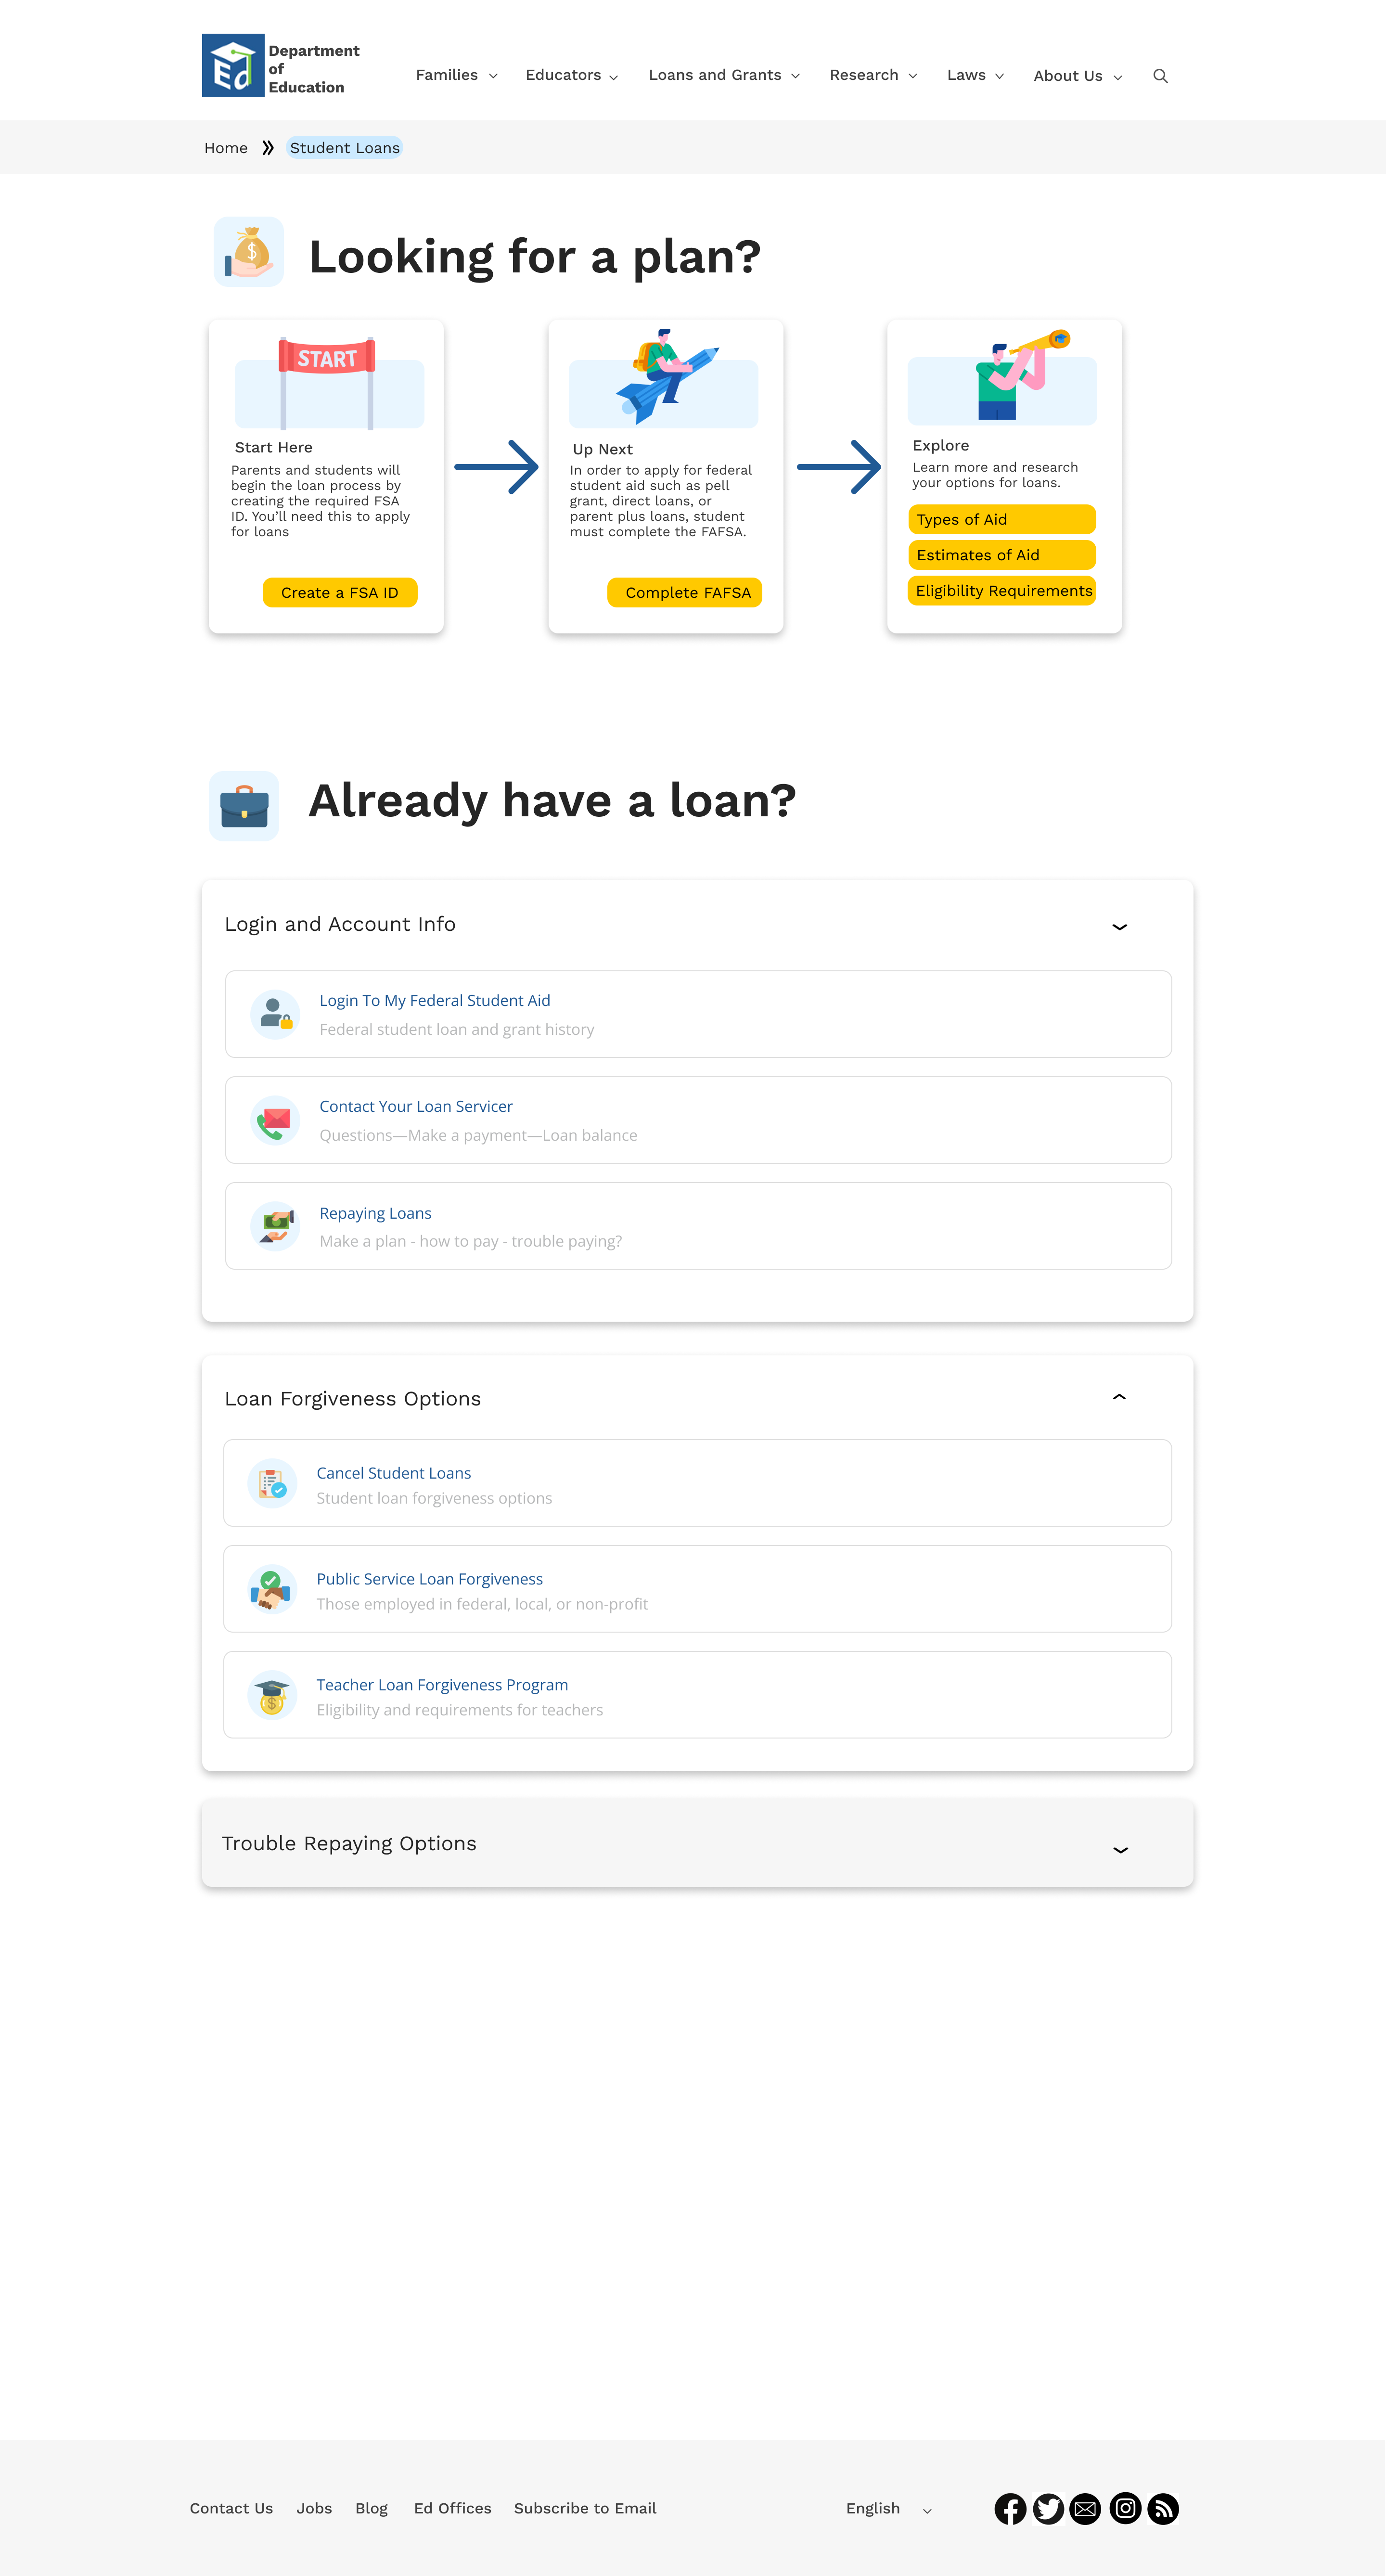 Ed
Department
of
Education
Families
Educators
Loans and Grants
Research
Laws
About Us
Home
Student Loans
$
Looking for a plan?
START
Start Here
Parents and students will
begin the loan process by
creating the required FSA
ID. You’ll need this to apply
for loans
Create a FSA ID
Up Next
In order to apply for federal
student aid such as pell
grant, direct loans, or
parent plus loans, student
must complete the FAFSA.
Complete FAFSA
Explore
Learn more and research
your options for loans.
Types of Aid
Estimates of Aid
Eligibility Requirements
Already have a loan?
Login and Account Info
Login To My Federal Student Aid
Federal student loan and grant history
Contact Your Loan Servicer
Questions—Make a payment—Loan balance
Repaying Loans
Make a plan - how to pay - trouble paying?
Loan Forgiveness Options
Cancel Student Loans
Student loan forgiveness options
Public Service Loan Forgiveness
Those employed in federal, local, or non-profit
Teacher Loan Forgiveness Program
Eligibility and requirements for teachers
$
Trouble Repaying Options
Contact Us
Jobs
Blog
Ed Offices
Subscribe to Email
English